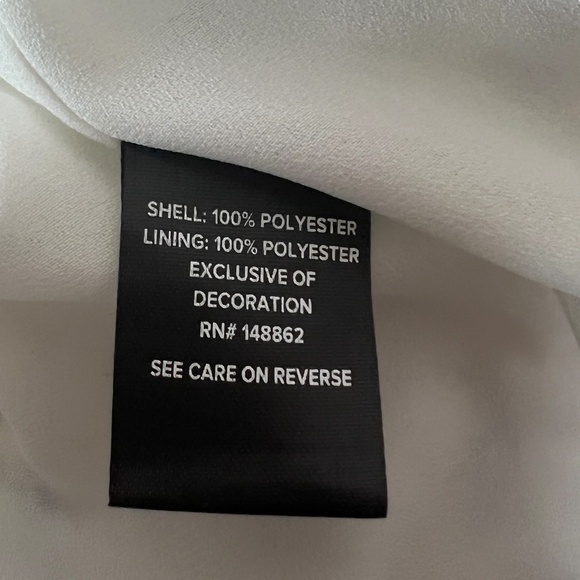 SHELL: 100% POLYESTER
LINING: 100% POLYESTER
EXCLUSIVE OF
DECORATION
RN# 148862
SEE CARE ON REVERSE